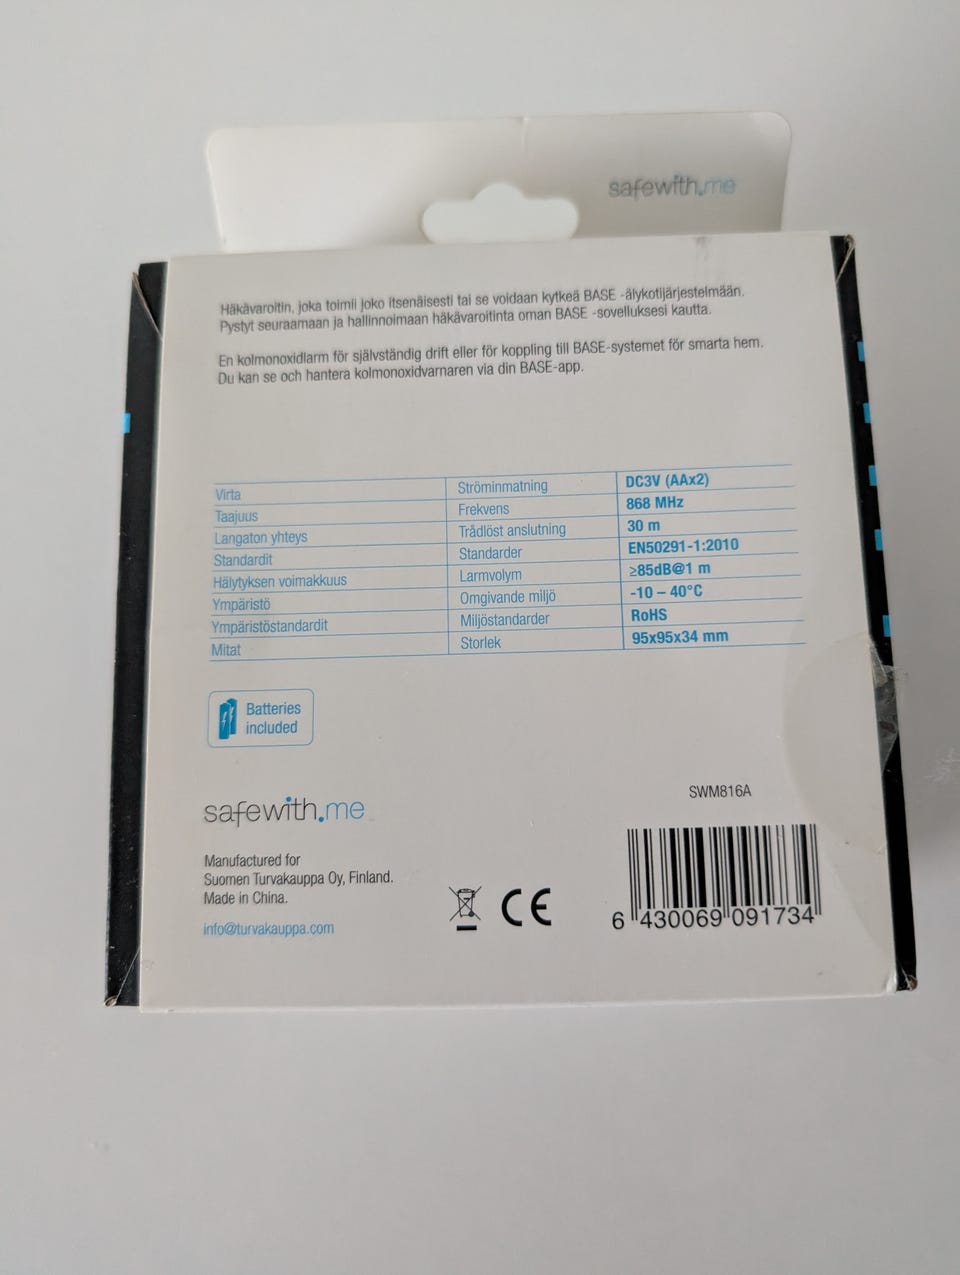 safewith.me
Häkävaroitin, joka toimii joko itsenäisesti tai se voidaan kytkeä BASE -älykotijärjestelmään.
Pystyt seuraamaan ja hallinnoimaan häkävaroitinta oman BASE -sovelluksesi kautta.
En kolmonoxidlarm för självständig drift eller för koppling till BASE-systemet för smarta hem.
Du kan se och hantera kolmonoxidvarnaren via din BASE-app.
Virta Ströminmatning DC3V (AAx2)
Taajuus Frekvens 868 MHz
Langaton yhteys Trådlöst anslutning 30 m
Standardit Standarder EN50291-1:2010
Hälytyksen voimakkuus Larmvolym ≥85dB@1 m
Ympäristö Omgivande miljö -10 – 40°C
Ympäristöstandardit Miljöstandarder RoHS
Mitat Storlek 95x95x34 mm
Batteries
included
safewith.me
SWM816A
Manufactured for
Suomen Turvakauppa Oy, Finland.
Made in China.
info@turvakauppa.com
CE
6 430069 091734